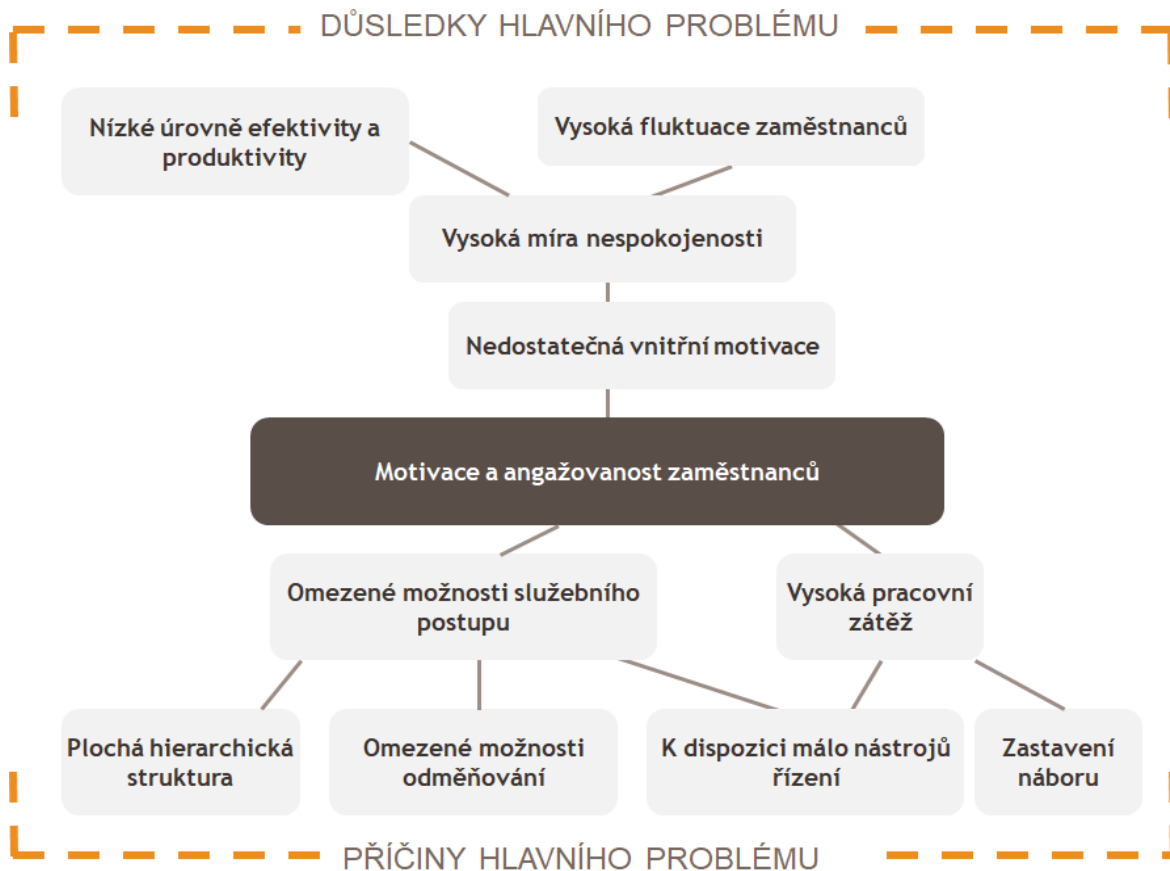 DŮSLEDKY HLAVNÍHO PROBLÉMU
Nízké úrovně efektivity a
produktivity
Vysoká fluktuace zaměstnanců
Vysoká míra nespokojenosti
Nedostatečná vnitřní motivace
Motivace a angažovanost zaměstnanců
Omezené možnosti služebního
postupu
Vysoká pracovní
zátěž
Plochá hierarchická
struktura
Omezené možnosti
odměňování
K dispozici málo nástrojů
řízení
Zastavení
náboru
PŘÍČINY HLAVNÍHO PROBLÉMU